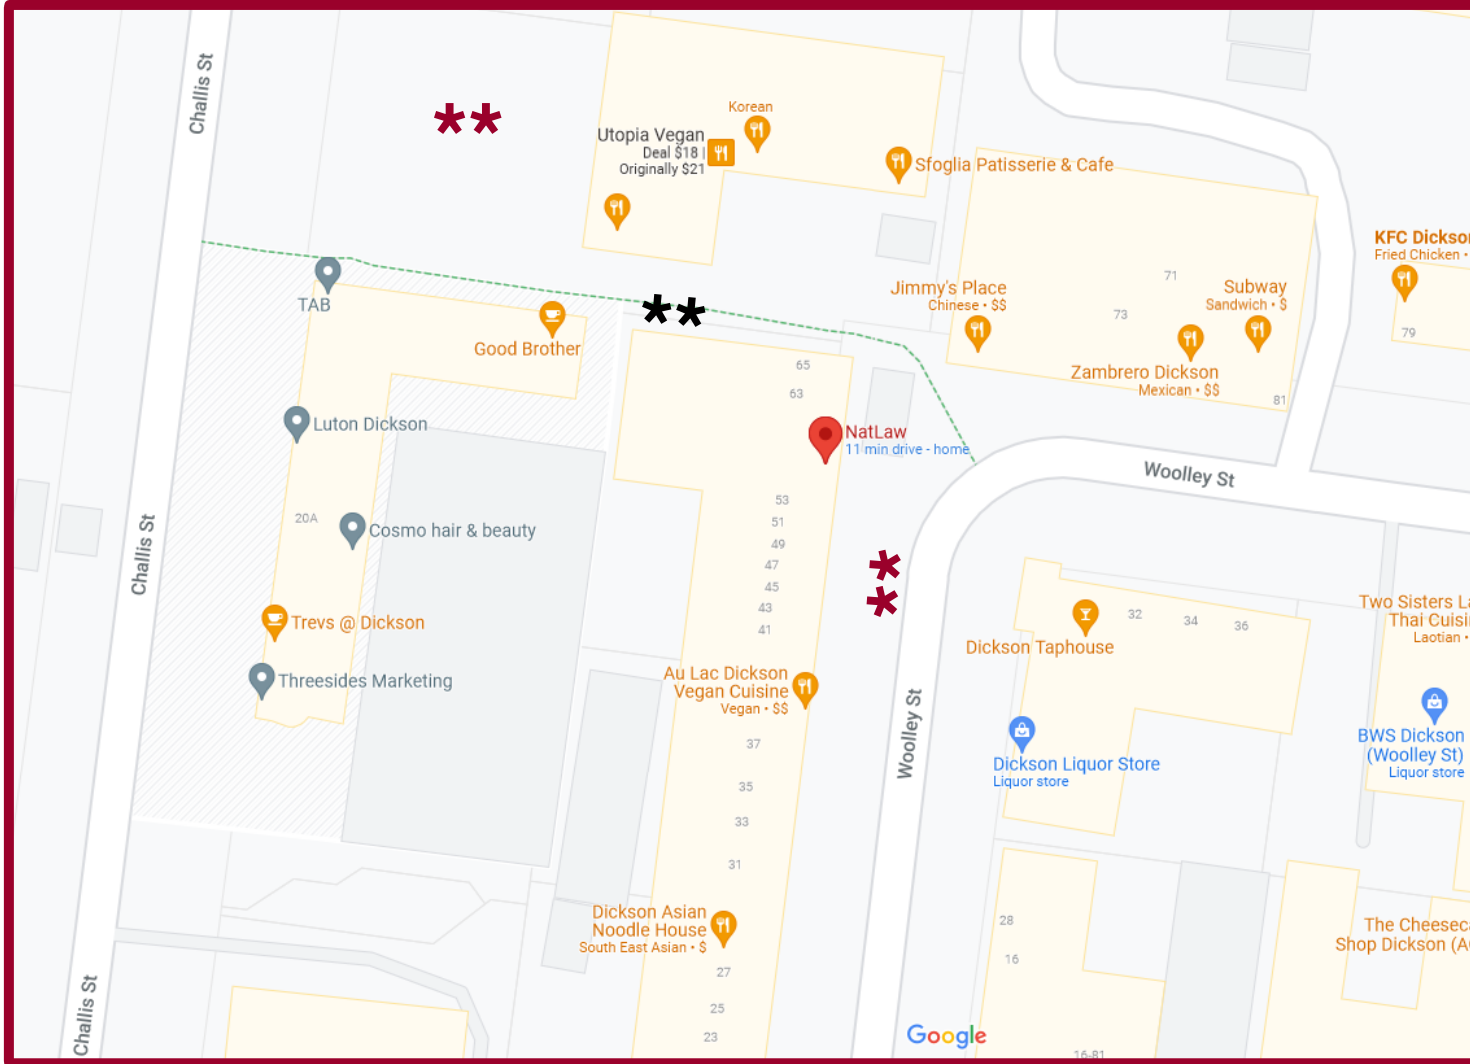 Challis St
**
Korean
Utopia Vegan
Deal $18 |
Originally $21
Sfoglia Patisserie & Cafe
KFC Dickson
Fried Chicken •
79
TAB
Good Brother
**
Jimmy's Place
Chinese • $$
71
73
Subway
Sandwich • $
Zambrero Dickson
Mexican • $$
81
65
63
Luton Dickson
NatLaw
11 min drive - home
Woolley St
20A
Cosmo hair & beauty
Challis St
53
51
49
47
45
43
41
*
*
Trevs @ Dickson
Threesides Marketing
Au Lac Dickson
Vegan Cuisine
Vegan • $$
Dickson Taphouse
32
34
36
Two Sisters La
Thai Cuisin
Laotian •
Woolley St
Dickson Liquor Store
Liquor store
BWS Dickson
(Woolley St)
Liquor store
37
35
33
31
Dickson Asian
Noodle House
South East Asian • $
27
25
23
28
16
The Cheeseca
Shop Dickson (A
Challis St
Google
16-81